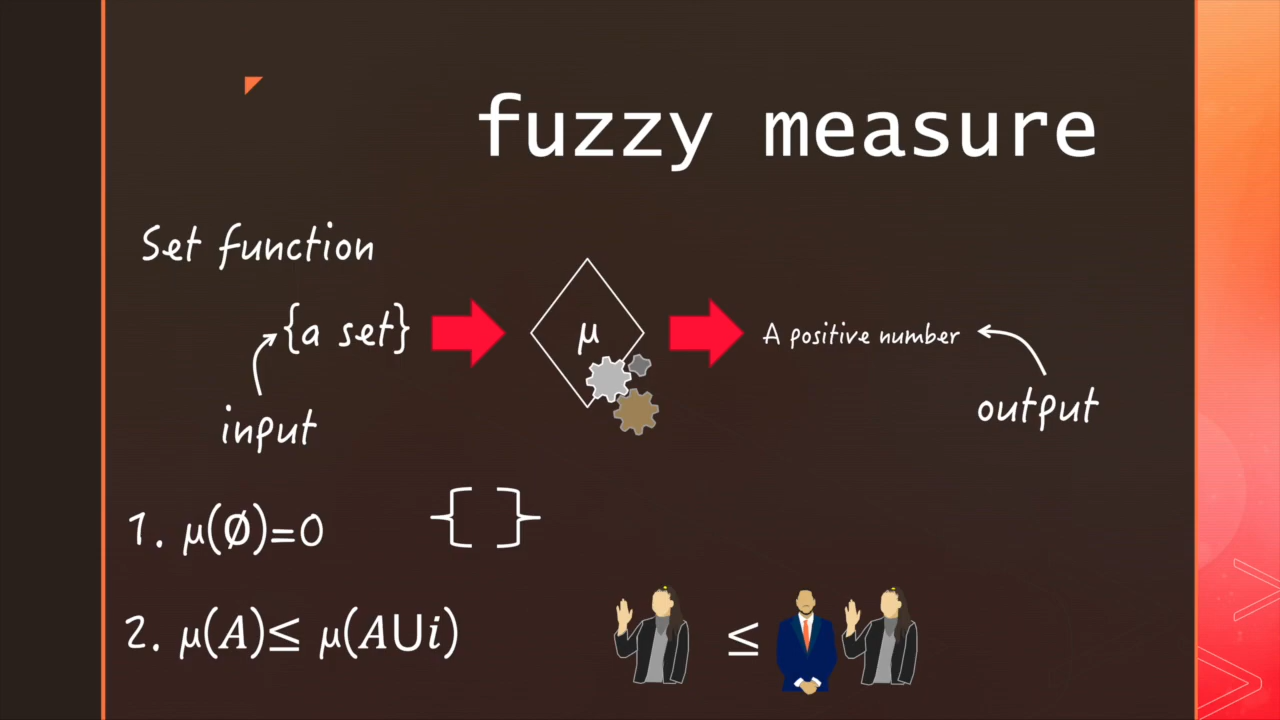 fuzzy measure
Set function
{a set}
μ
A positive number
input
output
1. μ(Ø)=0
{ }
2. μ(A)≤ μ(A∪i)
≤